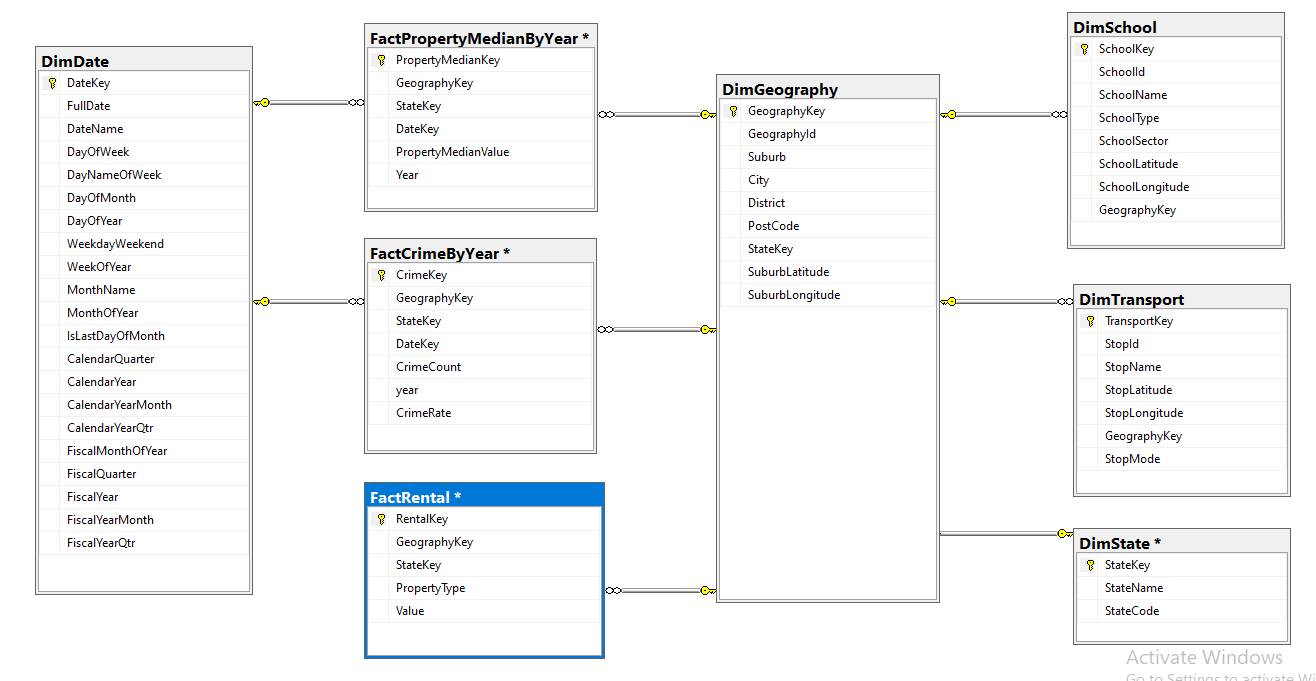 DimDate
DateKey
FullDate
DateName
DayOfWeek
DayNameOfWeek
DayOfMonth
DayOfYear
WeekdayWeekend
WeekOfYear
MonthName
MonthOfYear
IsLastDayOfMonth
CalendarQuarter
CalendarYear
CalendarYearMonth
CalendarYearQtr
FiscalMonthOfYear
FiscalQuarter
FiscalYear
FiscalYearMonth
FiscalYearQtr
FactPropertyMedianByYear *
PropertyMedianKey
GeographyKey
StateKey
DateKey
PropertyMedianValue
Year
FactCrimeByYear *
CrimeKey
GeographyKey
StateKey
DateKey
CrimeCount
year
CrimeRate
FactRental *
RentalKey
GeographyKey
StateKey
PropertyType
Value
DimGeography
GeographyKey
GeographyId
Suburb
City
District
PostCode
StateKey
SuburbLatitude
SuburbLongitude
DimSchool
SchoolKey
SchoolId
SchoolName
SchoolType
SchoolSector
SchoolLatitude
SchoolLongitude
GeographyKey
DimTransport
TransportKey
StopId
StopName
StopLatitude
StopLongitude
GeographyKey
StopMode
DimState *
StateKey
StateName
StateCode
Activate Windows
Go to Settings to activate Wi